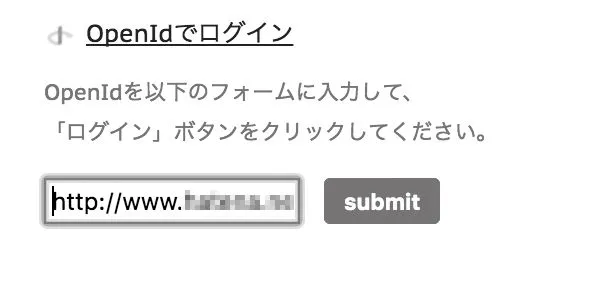 OpenIdでログイン
OpenIdを以下のフォームに入力して、
「ログイン」ボタンをクリックしてください。
http://www.
submit